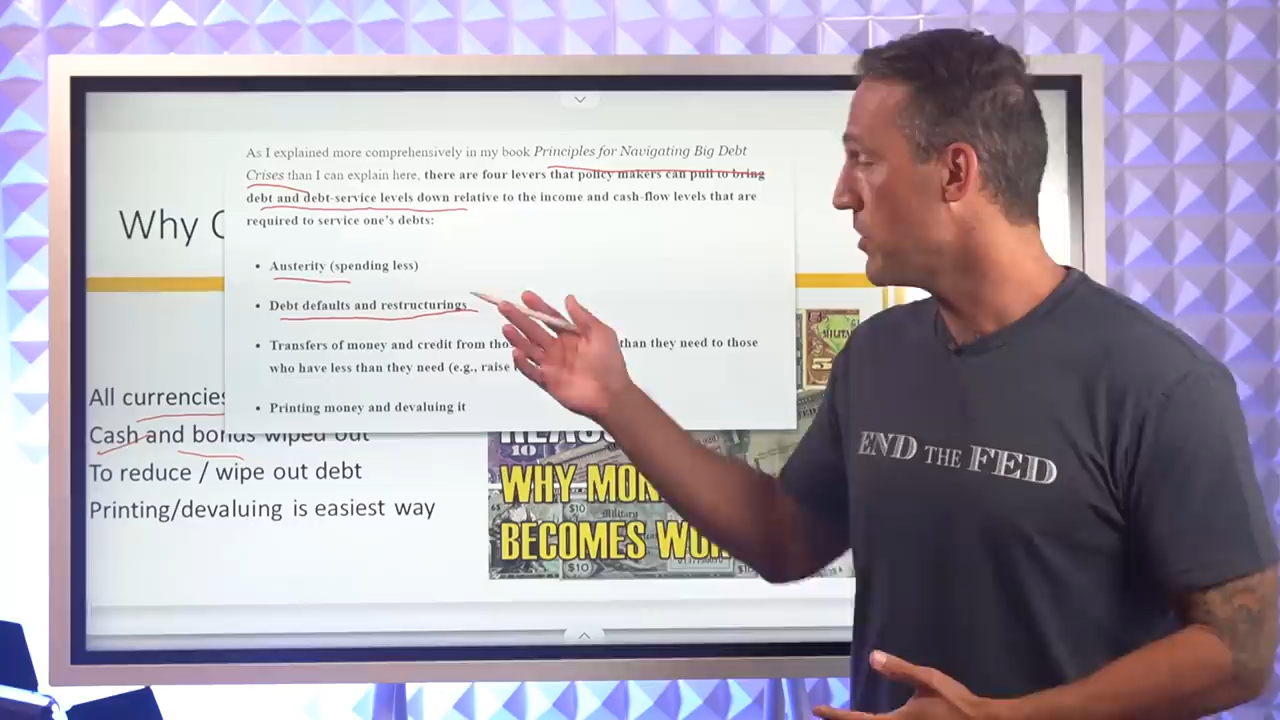 As I explained more comprehensively in my book Principles for Navigating Big Debt
Crises than I can explain here, there are four levers that policy makers can pull to bring
debt and debt-service levels down relative to the income and cash-flow levels that are
required to service one's debts:
• Austerity (spending less)
• Debt defaults and restructurings
• Transfers of money and credit from than they need to those
who have less than they need (e.g., raise
• Printing money and devaluing it
Why
All currencies
Cash and bonds wiped out
To reduce / wipe out debt
Printing/devaluing is easiest way
10
WHY
BECOMES
Military
$10
$10
5
END THE FED